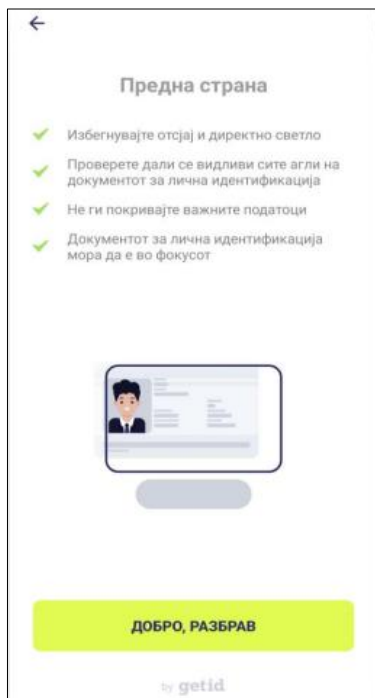 Предна страна
Избегнувајте отсјај и директно светло
Проверете дали се видливи сите агли на
документот за лична идентификација
Не ги покривајте важните податоци
Документот за лична идентификација
мора да е во фокусот
ДОБРО, РАЗБРАВ
by getid